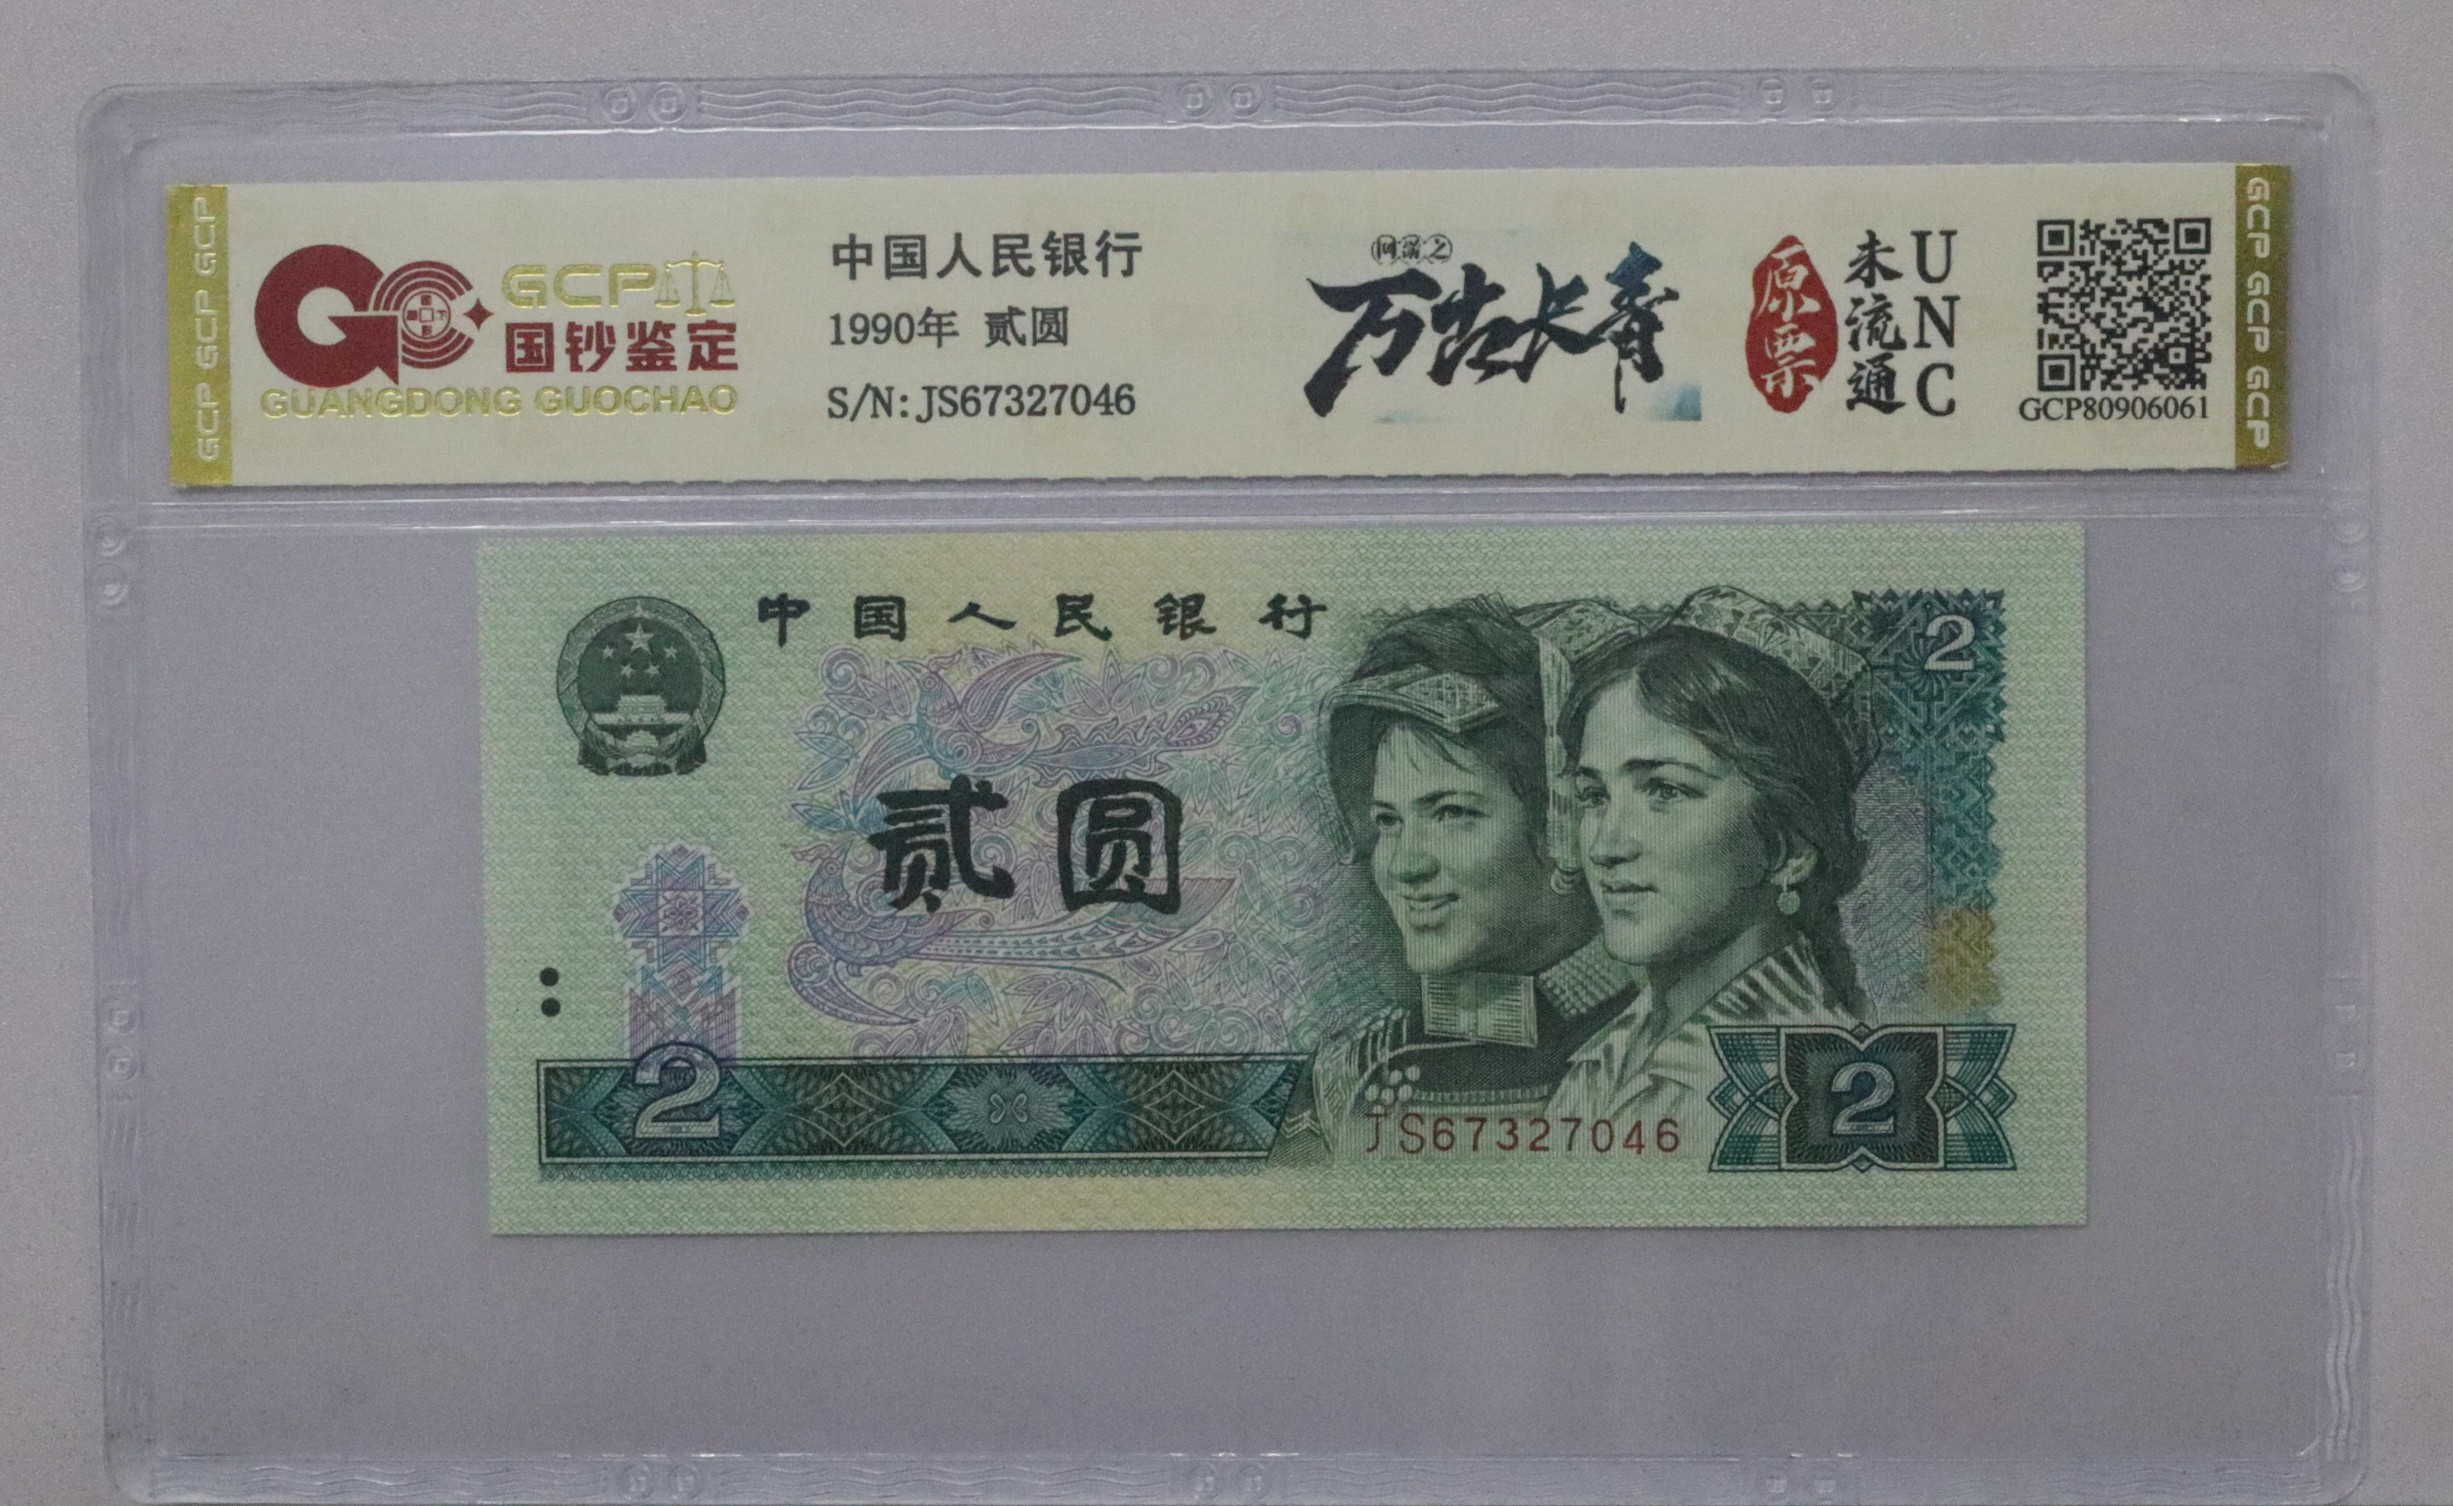 GCP GCP GCP
GCP
国钞鉴定
GUANGDONG GUOCHAO
中国人民银行
1990年 贰圆
S/N: JS67327046
万古长青
原票
未流通
UNC
GCP80906061
GCP GCP GCP
中国人民银行
2
贰圆
2
JS67327046
2